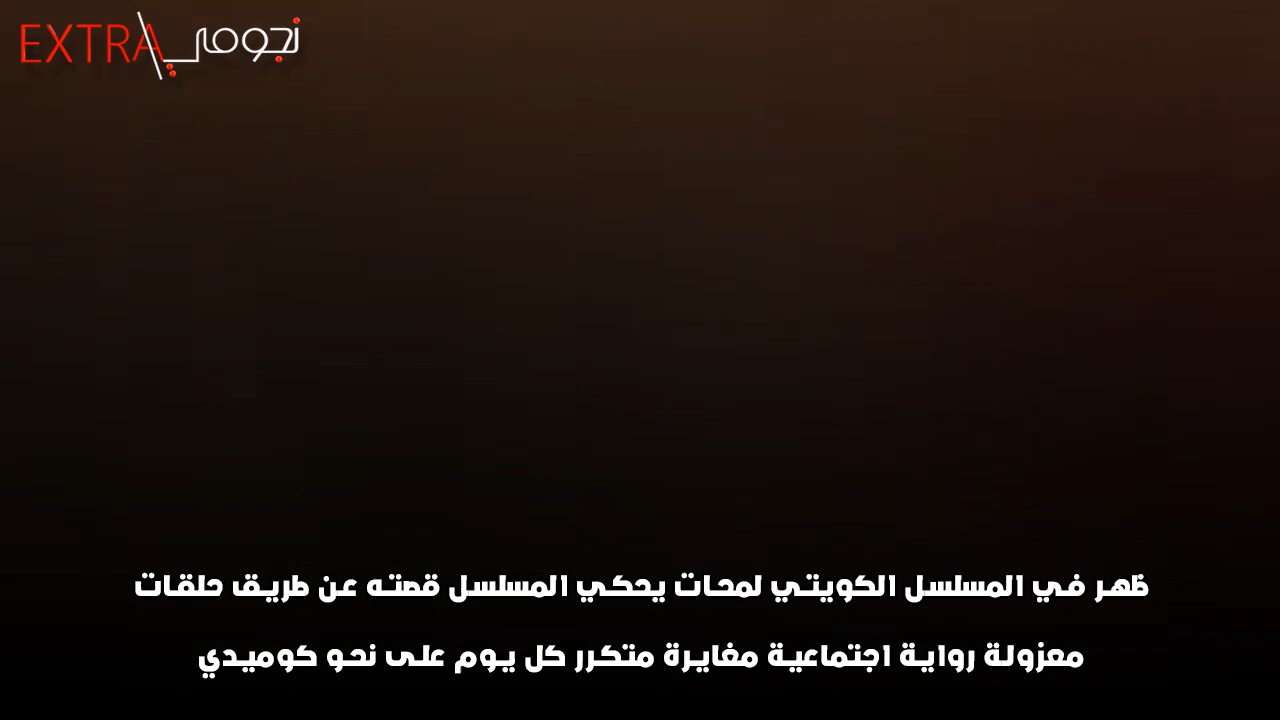 EXTRA نجومي
ظهر في المسلسل الكويتي لمحات يحكي المسلسل قصته عن طريق حلقات
معزولة رواية اجتماعية مغايرة متكرر كل يوم على نحو كوميدي